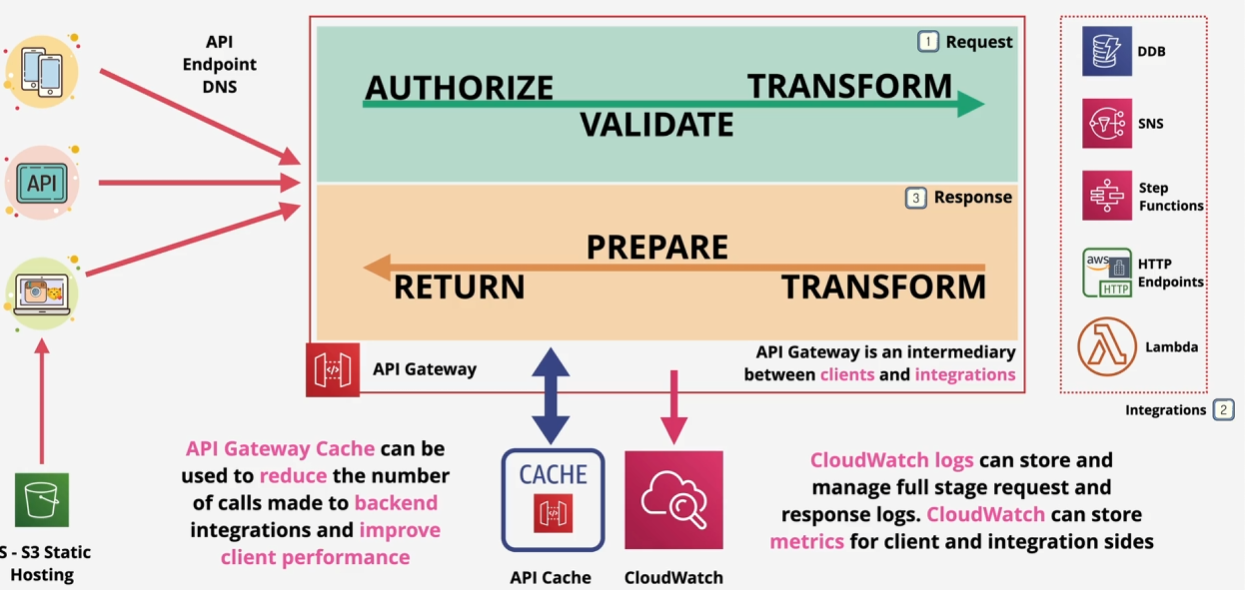 API
Endpoint
DNS
1 Request
AUTHORIZE
TRANSFORM
VALIDATE
3 Response
PREPARE
RETURN
TRANSFORM
API Gateway
API Gateway is an intermediary
between clients and integrations
DDB
SNS
Step
Functions
aws
HTTP
HTTP
Endpoints
Lambda
Integrations 2
API
API Gateway Cache can be
used to reduce the number
of calls made to backend
integrations and improve
client performance
CACHE
API Cache
CloudWatch
CloudWatch logs can store and
manage full stage request and
response logs. CloudWatch can store
metrics for client and integration sides
S - S3 Static
Hosting